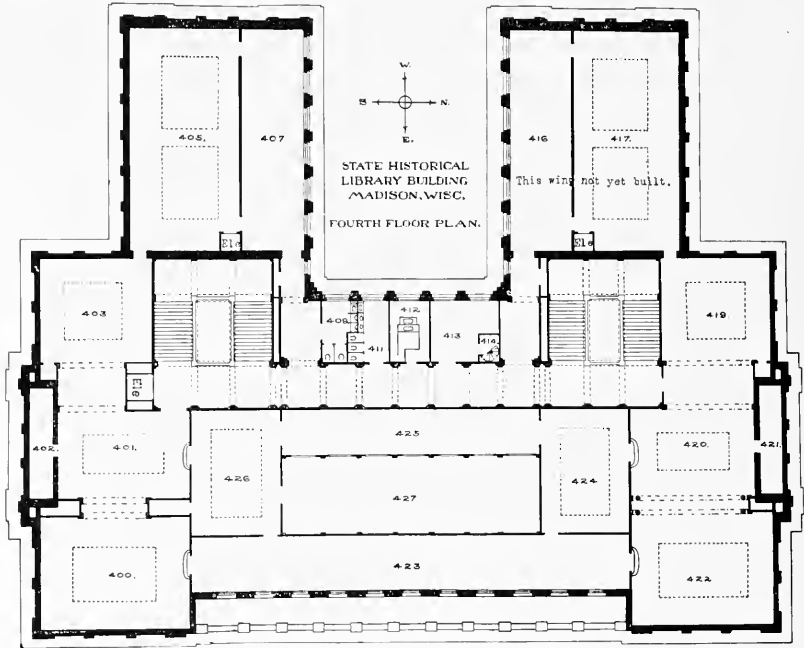 W.
S N.
E.
STATE HISTORICAL
LIBRARY BUILDING
MADISON, WISC.
FOURTH FLOOR PLAN.
405.
407
416
417.
This wing not yet built.
Ele
Ele
403
409
411
412
413
414
419.
Ele
402.
401.
425
420.
421.
426
427
424
400.
423
422